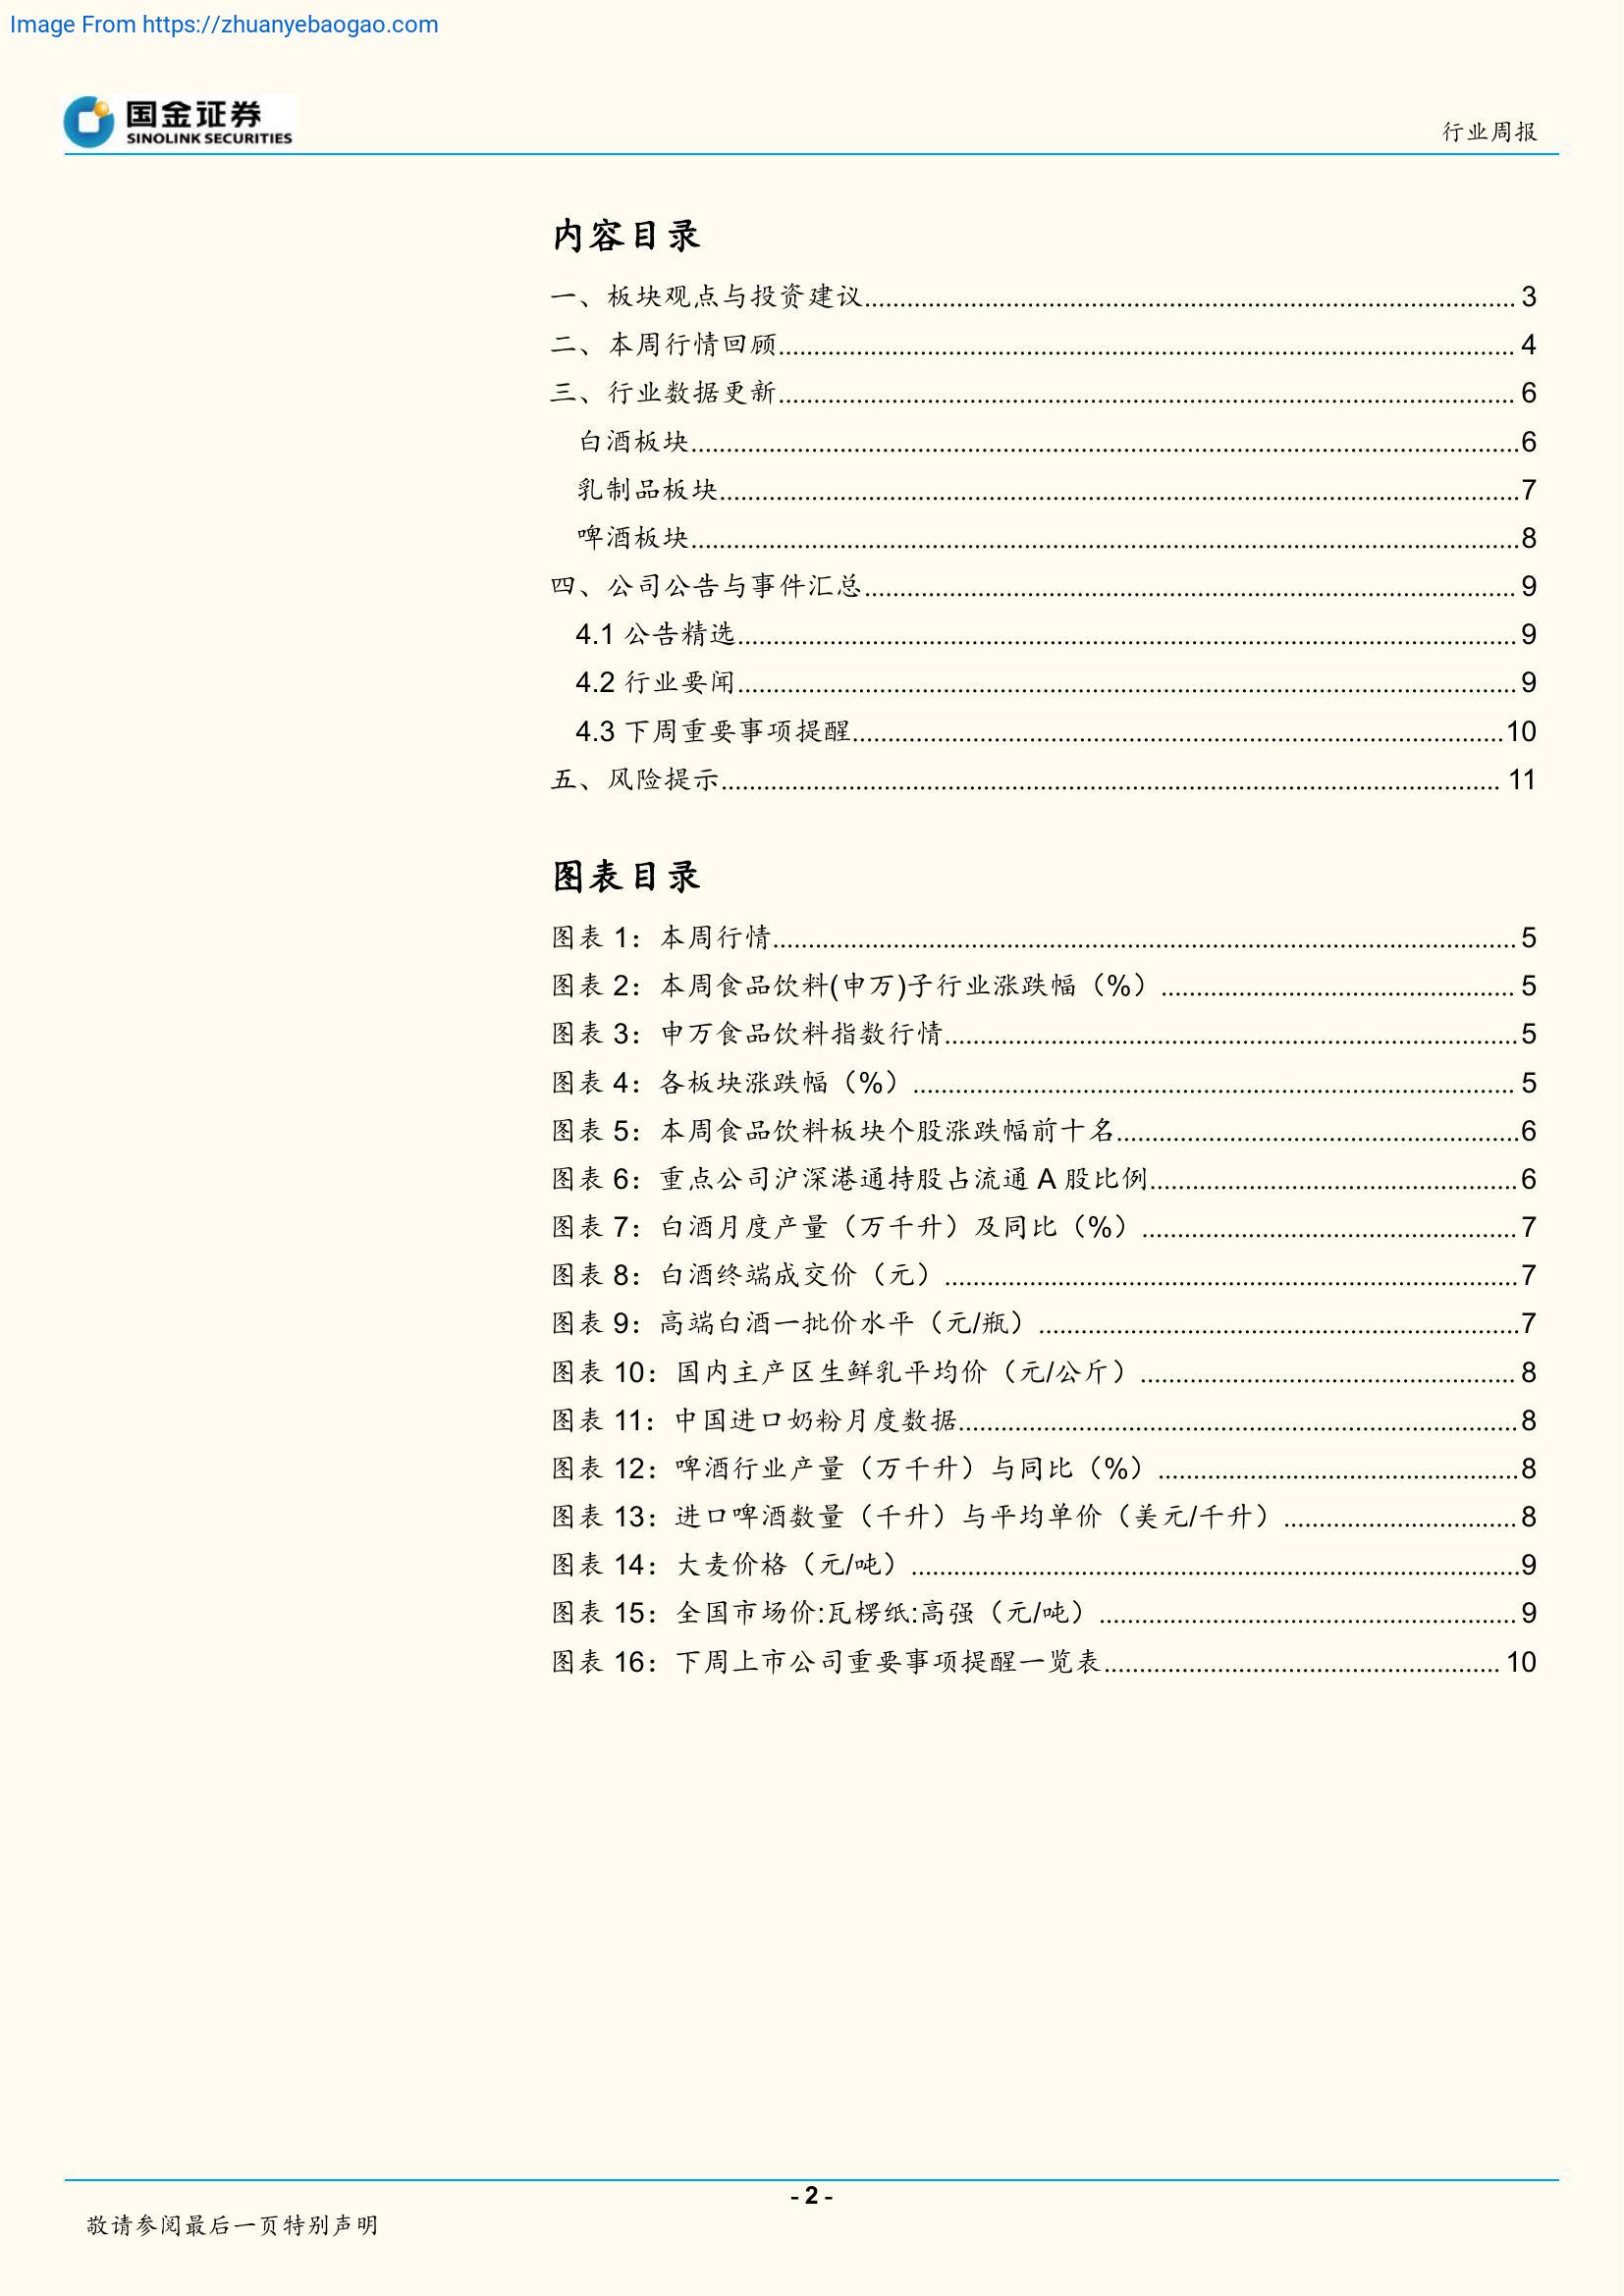 Image From https://zhuanyebaogao.com
国金证券
SINOLINK SECURITIES
行业周报
内容目录
一、板块观点与投资建议........ 3
二、本周行情回顾........ 4
三、行业数据更新........ 6
白酒板块........6
乳制品板块........7
啤酒板块........8
四、公司公告与事件汇总........ 9
4.1 公告精选........ 9
4.2 行业要闻........ 9
4.3 下周重要事项提醒........10
五、风险提示........ 11
图表目录
图表 1：本周行情........ 5
图表 2：本周食品饮料(申万)子行业涨跌幅（%）........ 5
图表 3：申万食品饮料指数行情........5
图表 4：各板块涨跌幅（%）........ 5
图表 5：本周食品饮料板块个股涨跌幅前十名........6
图表 6：重点公司沪深港通持股占流通 A 股比例........6
图表 7：白酒月度产量（万千升）及同比（%）........ 7
图表 8：白酒终端成交价（元）........7
图表 9：高端白酒一批价水平（元/瓶）........7
图表 10：国内主产区生鲜乳平均价（元/公斤）........ 8
图表 11：中国进口奶粉月度数据........8
图表 12：啤酒行业产量（万千升）与同比（%）........8
图表 13：进口啤酒数量（千升）与平均单价（美元/千升）........ 8
图表 14：大麦价格（元/吨）........9
图表 15：全国市场价:瓦楞纸:高强（元/吨）........ 9
图表 16：下周上市公司重要事项提醒一览表........ 10
- 2 -
敬请参阅最后一页特别声明